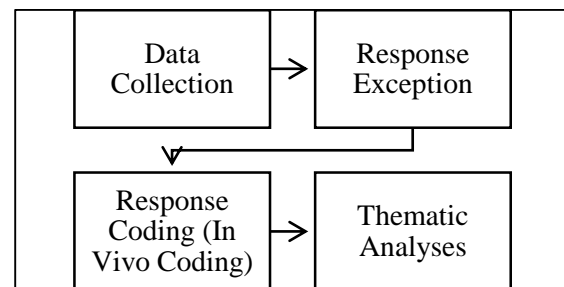 Data
Collection
Response
Exception
Response
Coding (In
Vivo Coding)
Thematic
Analyses